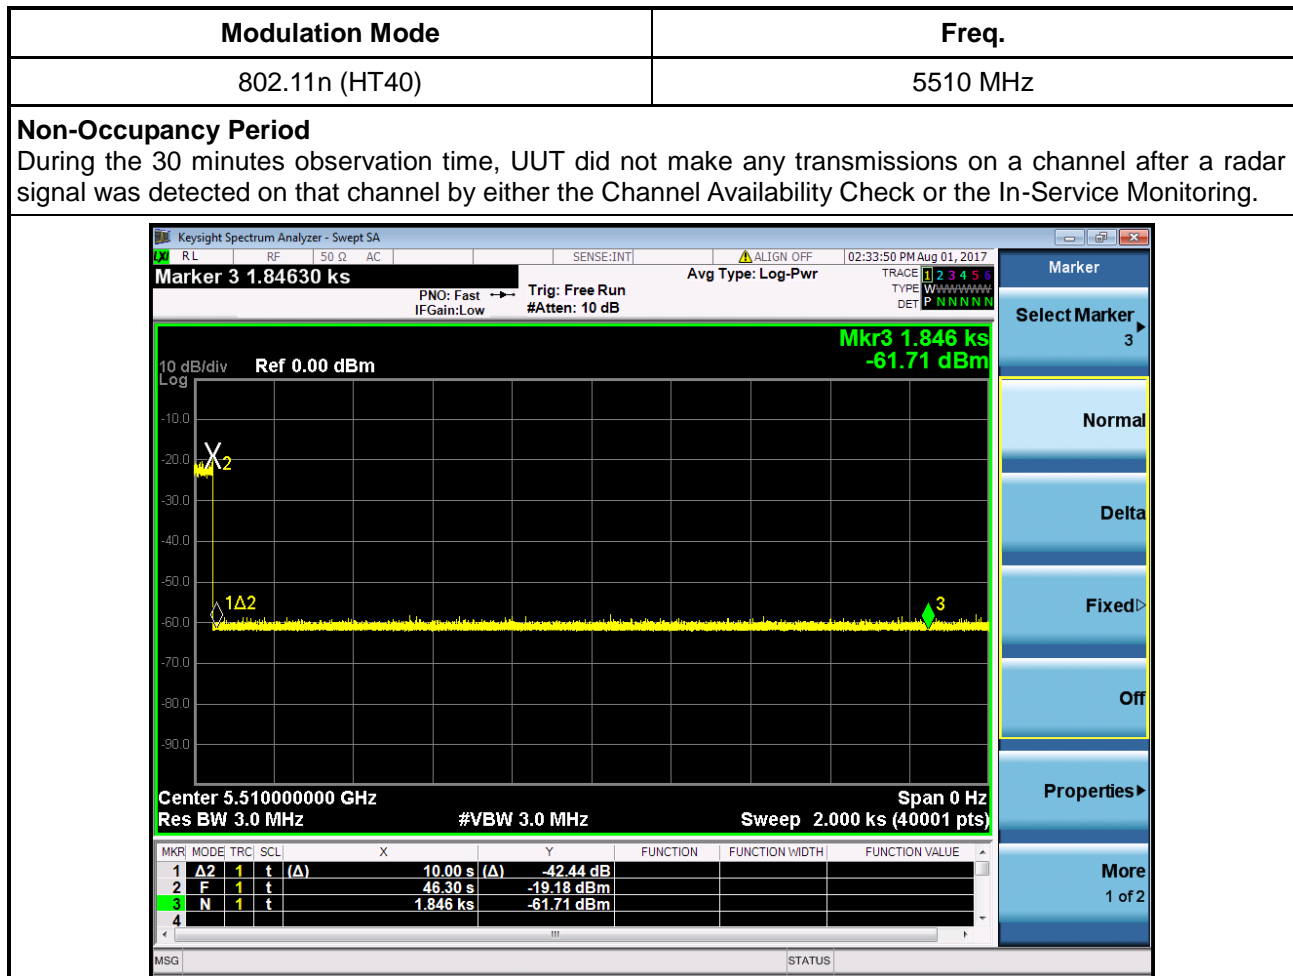 Modulation Mode Freq.
802.11n (HT40) 5510 MHz
Non-Occupancy Period
During the 30 minutes observation time, UUT did not make any transmissions on a channel after a radar
signal was detected on that channel by either the Channel Availability Check or the In-Service Monitoring.
Keysight Spectrum Analyzer - Swept SA
LXI RL RF 50 Ω AC SENSE:INT ALIGN OFF 02:33:50 PM Aug 01, 2017
Marker 3 1.84630 ks
PNO: Fast
IFGain:Low
Trig: Free Run
#Atten: 10 dB
Avg Type: Log-Pwr
TRACE 1 2 3 4 5 6
TYPE WWWWWW
DET P N N N N N
Mkr3 1.846 ks
-61.71 dBm
10 dB/div Ref 0.00 dBm
Log
-10.0
-20.0
-30.0
-40.0
-50.0
-60.0
-70.0
-80.0
-90.0
X 2
1Δ2
3
Center 5.510000000 GHz Span 0 Hz
Res BW 3.0 MHz #VBW 3.0 MHz Sweep 2.000 ks (40001 pts)
MKR MODE TRC SCL X Y FUNCTION FUNCTION WIDTH FUNCTION VALUE
1 Δ2 1 t (Δ) 10.00 s (Δ) -42.44 dB
2 F 1 t 46.30 s -19.18 dBm
3 N 1 t 1.846 ks -61.71 dBm
4
MSG STATUS
Marker
Select Marker
3
Normal
Delta
Fixed
Off
Properties
More
1 of 2